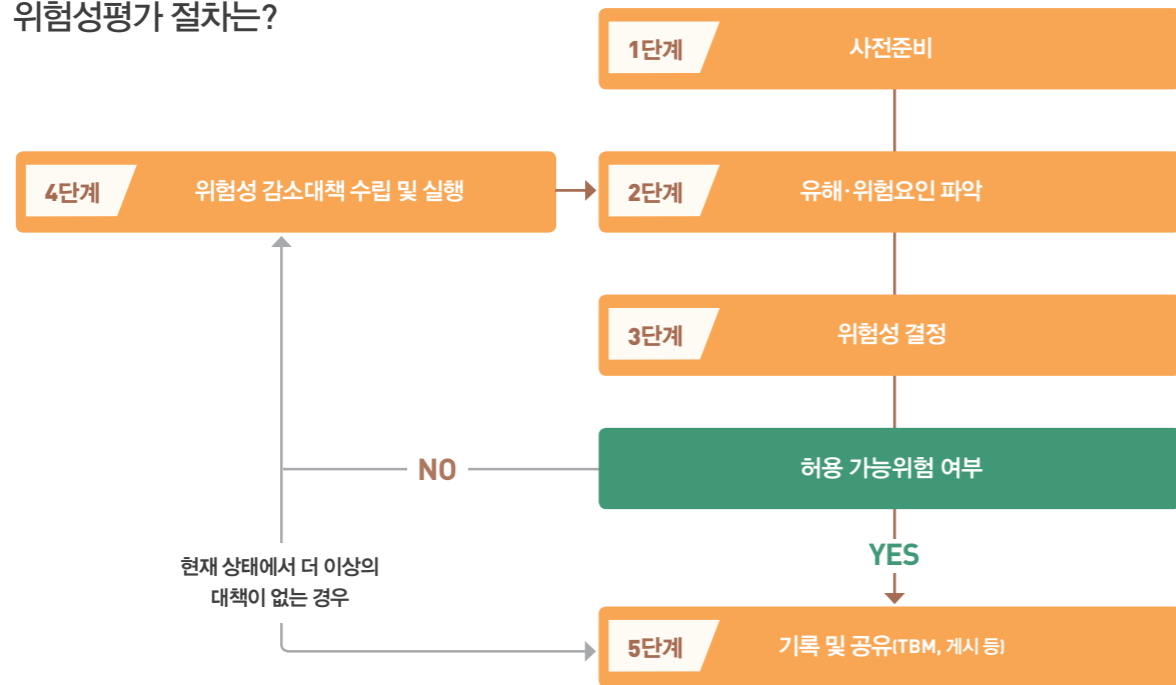 위험성평가 절차는?
1단계 사전준비
4단계 위험성 감소대책 수립 및 실행
2단계 유해·위험요인 파악
3단계 위험성 결정
허용 가능위험 여부
NO
YES
현재 상태에서 더 이상의
대책이 없는 경우
5단계 기록 및 공유(TBM, 게시 등)